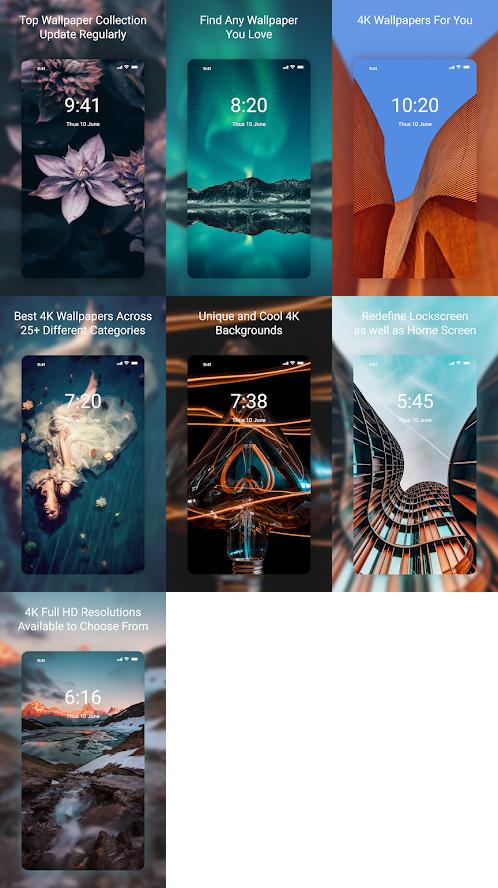 Top Wallpaper Collection
Update Regularly
9:41
9:41
Thus 10 June
Find Any Wallpaper
You Love
9:41
8:20
Thus 10 June
4K Wallpapers For You
9:41
10:20
Thus 10 June
Best 4K Wallpapers Across
25+ Different Categories
9:41
7:20
Thus 10 June
Unique and Cool 4K
Backgrounds
9:41
7:38
Thus 10 June
Redefine Lockscreen
as well as Home Screen
9:41
5:45
Thus 10 June
4K Full HD Resolutions
Available to Choose From
9:41
6:16
Thus 10 June